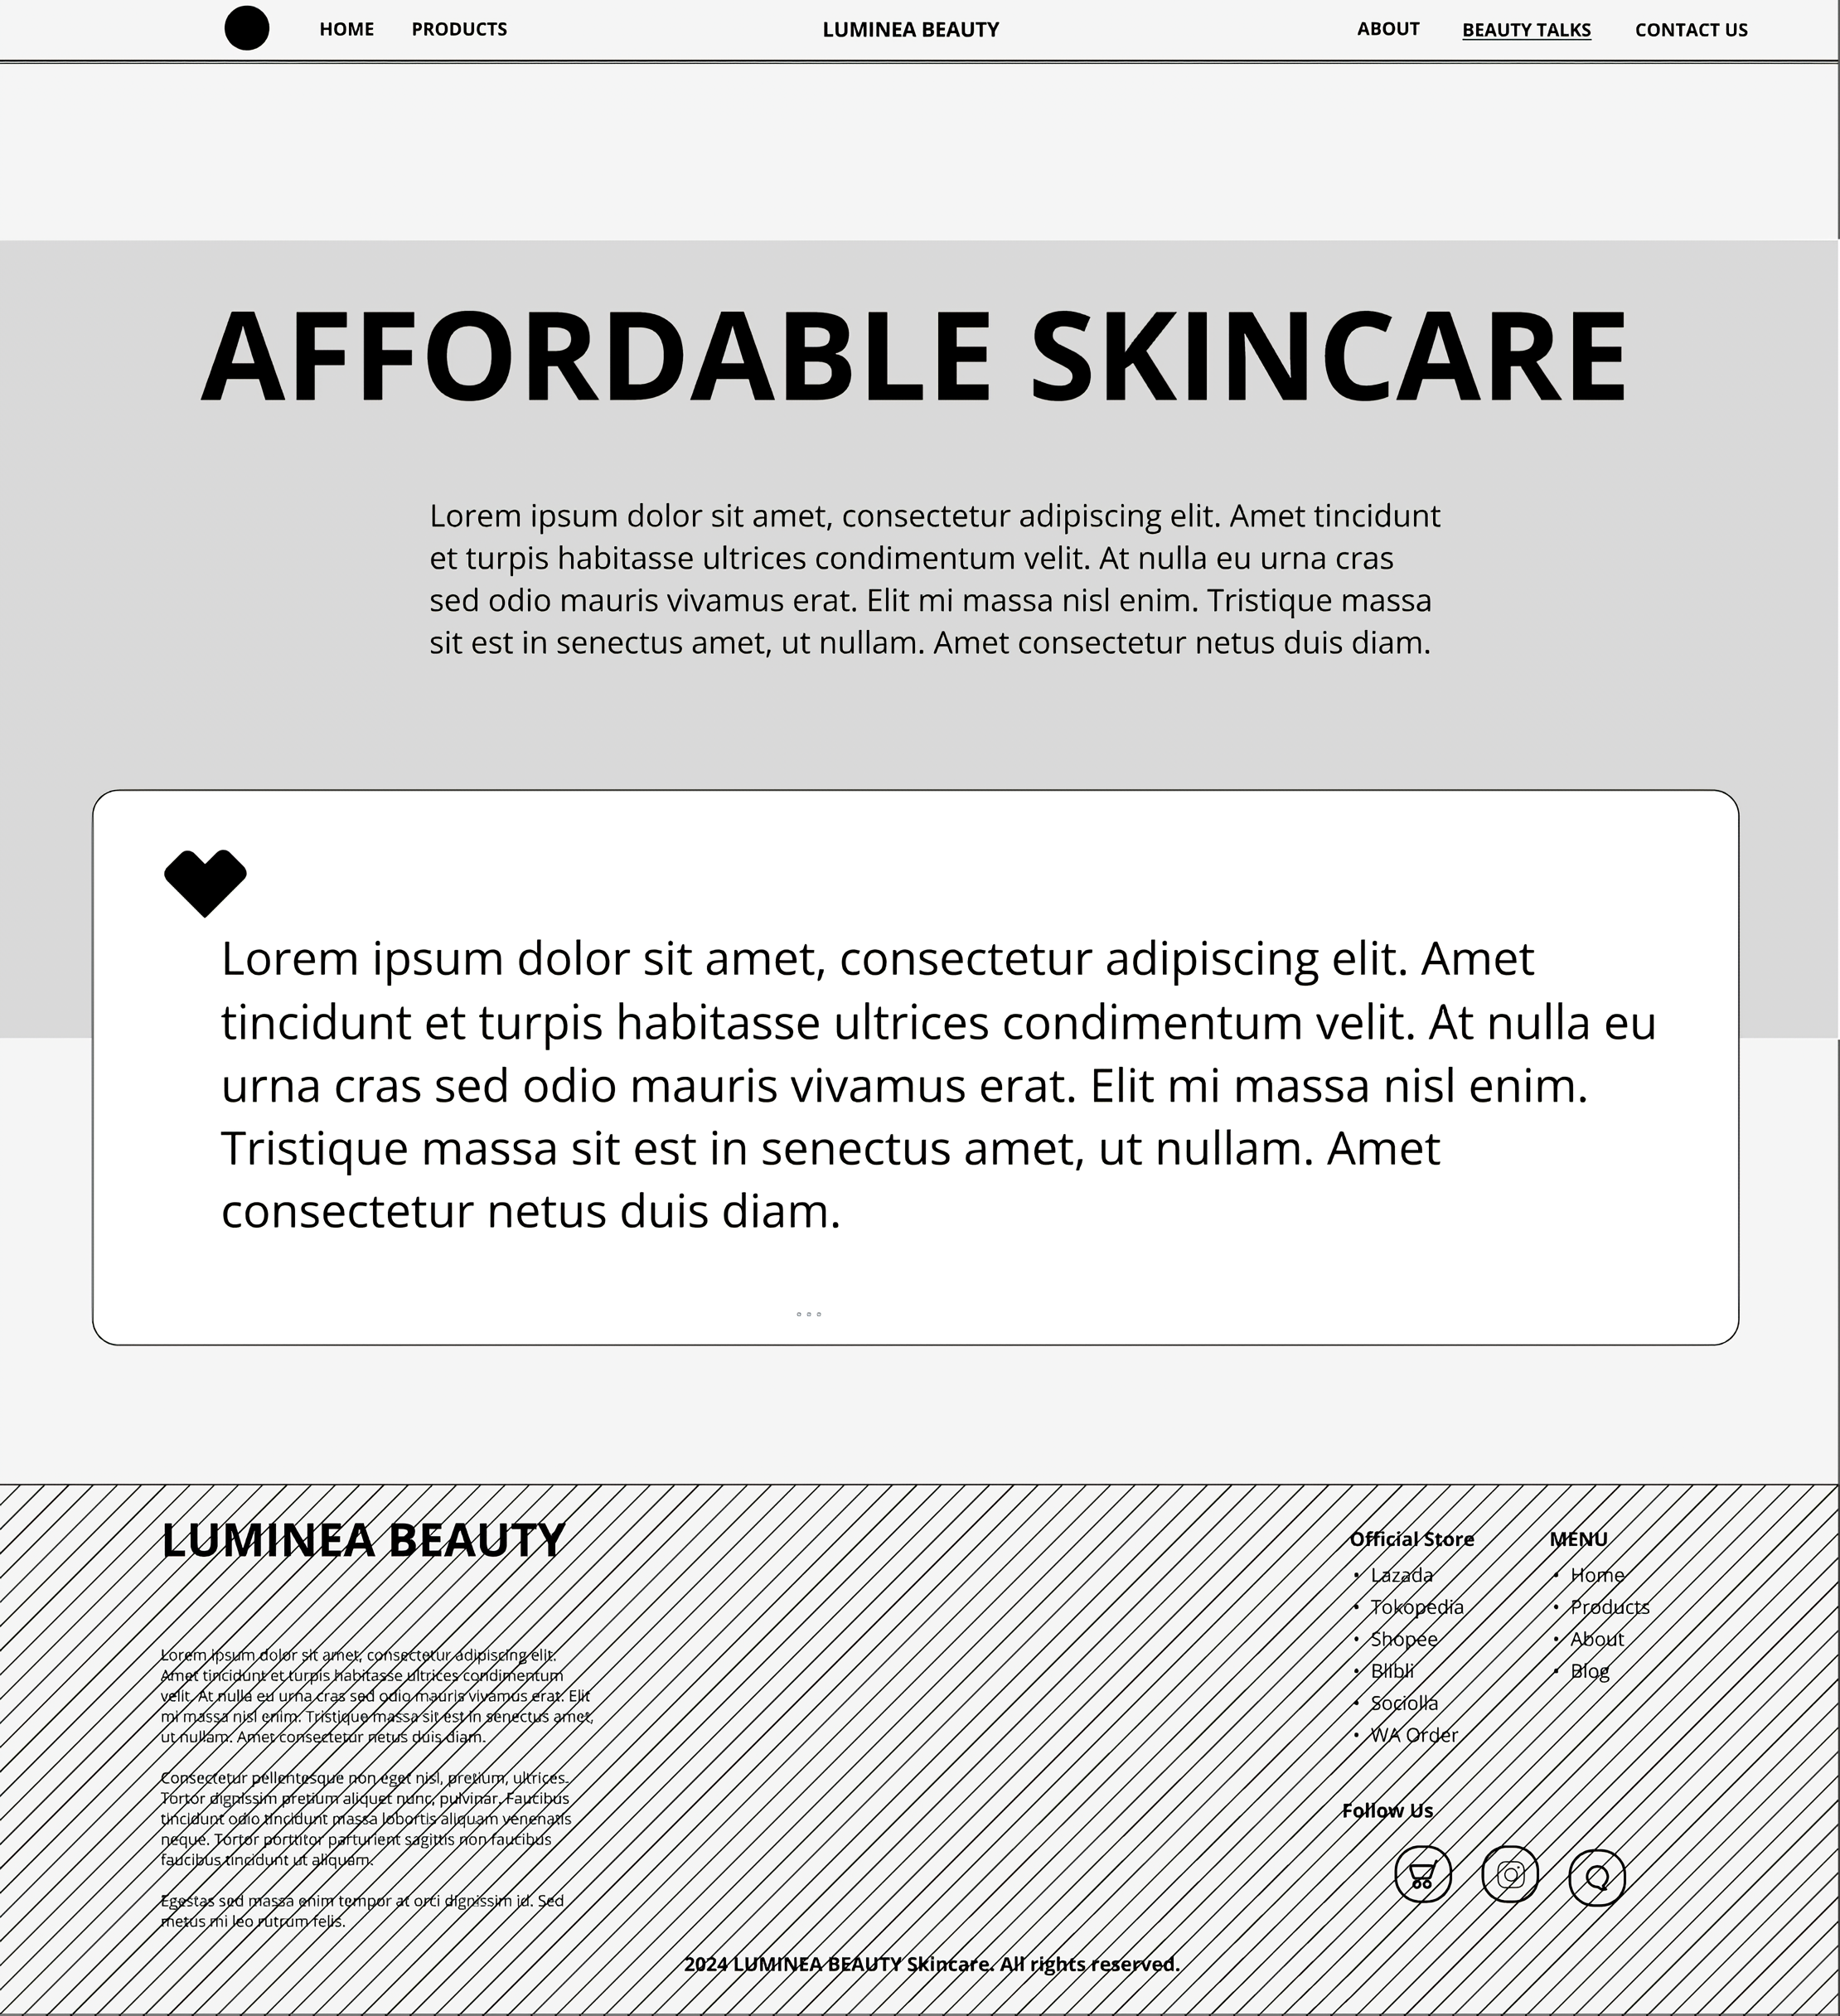 HOME PRODUCTS LUMINEA BEAUTY ABOUT BEAUTY TALKS CONTACT US
AFFORDABLE SKINCARE
Lorem ipsum dolor sit amet, consectetur adipiscing elit. Amet tincidunt
et turpis habitasse ultrices condimentum velit. At nulla eu urna cras
sed odio mauris vivamus erat. Elit mi massa nisl enim. Tristique massa
sit est in senectus amet, ut nullam. Amet consectetur netus duis diam.
Lorem ipsum dolor sit amet, consectetur adipiscing elit. Amet
tincidunt et turpis habitasse ultrices condimentum velit. At nulla eu
urna cras sed odio mauris vivamus erat. Elit mi massa nisl enim.
Tristique massa sit est in senectus amet, ut nullam. Amet
consectetur netus duis diam.
LUMINEA BEAUTY
Lorem ipsum dolor sit amet, consectetur adipiscing elit.
Amet tincidunt et turpis habitasse ultrices condimentum
velit. At nulla eu urna cras sed odio mauris vivamus erat. Elit
mi massa nisl enim. Tristique massa sit est in senectus amet,
ut nullam. Amet consectetur netus duis diam.
Consectetur pellentesque non eget nisl, pretium, ultrices.
Tortor dignissim pretium aliquet nunc, pulvinar. Faucibus
tincidunt odio tincidunt massa lobortis aliquam venenatis
neque. Tortor porttitor parturient sagittis non faucibus
faucibus tincidunt ut aliquam.
Egestas sed massa enim tempor at orci dignissim id. Sed
metus mi leo rutrum felis.
Official Store
• Lazada
• Tokopedia
• Shopee
• Blibli
• Sociolla
• WA Order
MENU
• Home
• Products
• About
• Blog
Follow Us
2024 LUMINEA BEAUTY Skincare. All rights reserved.